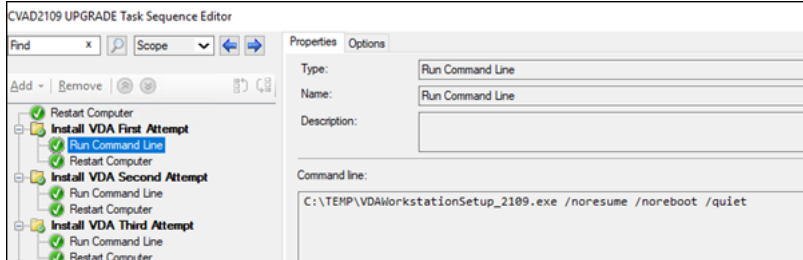 CVAD2109 UPGRADE Task Sequence Editor
Find x Scope
Properties Options
Add Remove
Type: Run Command Line
Name: Run Command Line
Description:
Command line:
C:\TEMP\VDAWorkstationSetup_2109.exe /noresume /noreboot /quiet
Restart Computer
Install VDA First Attempt
Run Command Line
Restart Computer
Install VDA Second Attempt
Run Command Line
Restart Computer
Install VDA Third Attempt
Run Command Line
Restart Computer